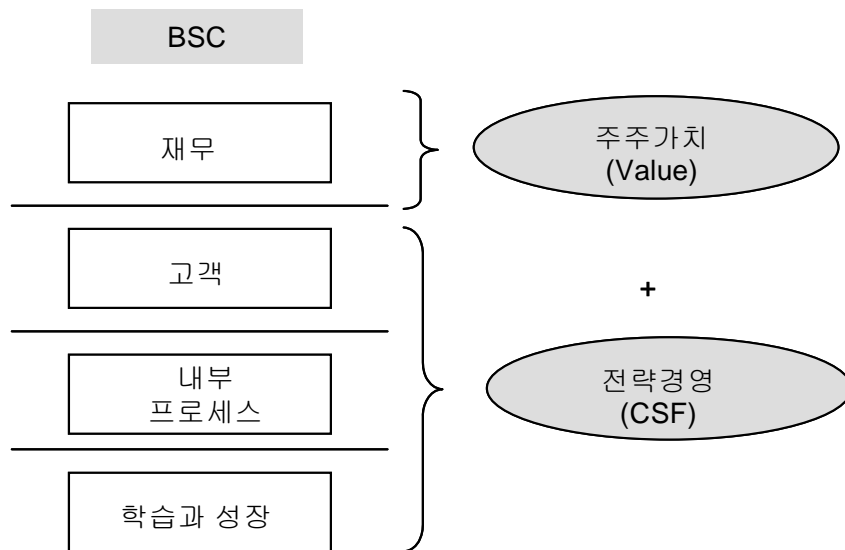 BSC
재무
주주가치
(Value)
고객
+
내부
프로세스
전략경영
(CSF)
학습과 성장